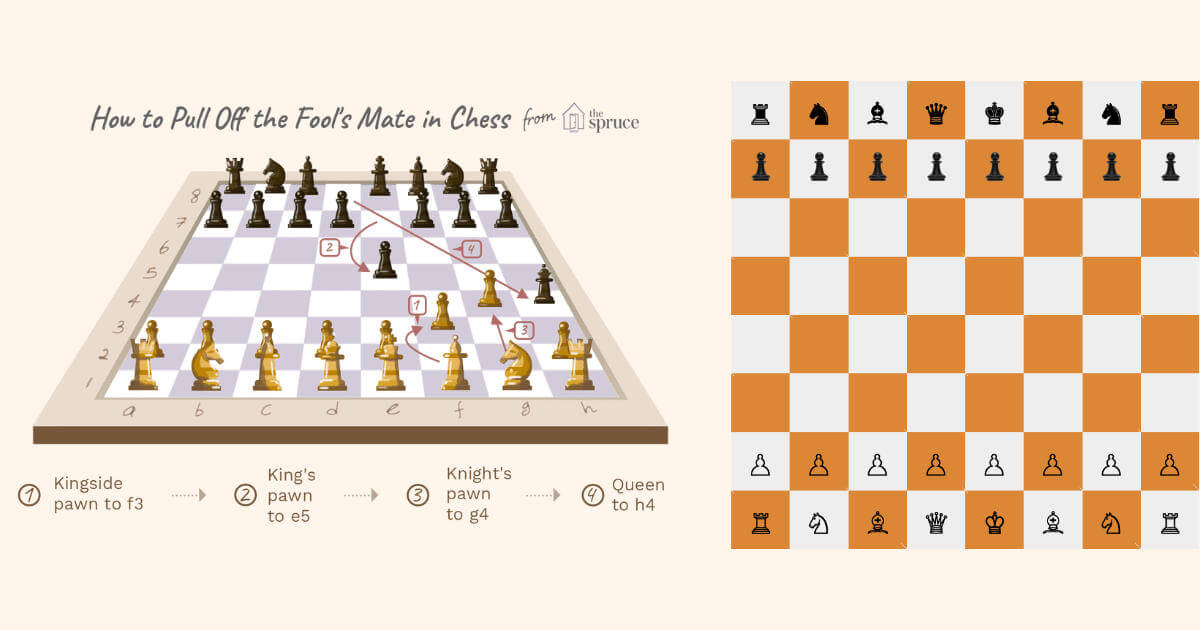 How to Pull Off the Fool's Mate in Chess from the spruce
8
7
6
5
4
3
2
1
2
4
1
3
a b c d e f g h
1 Kingside
pawn to f3
2 King's
pawn
to e5
3 Knight's
pawn
to g4
4 Queen
to h4